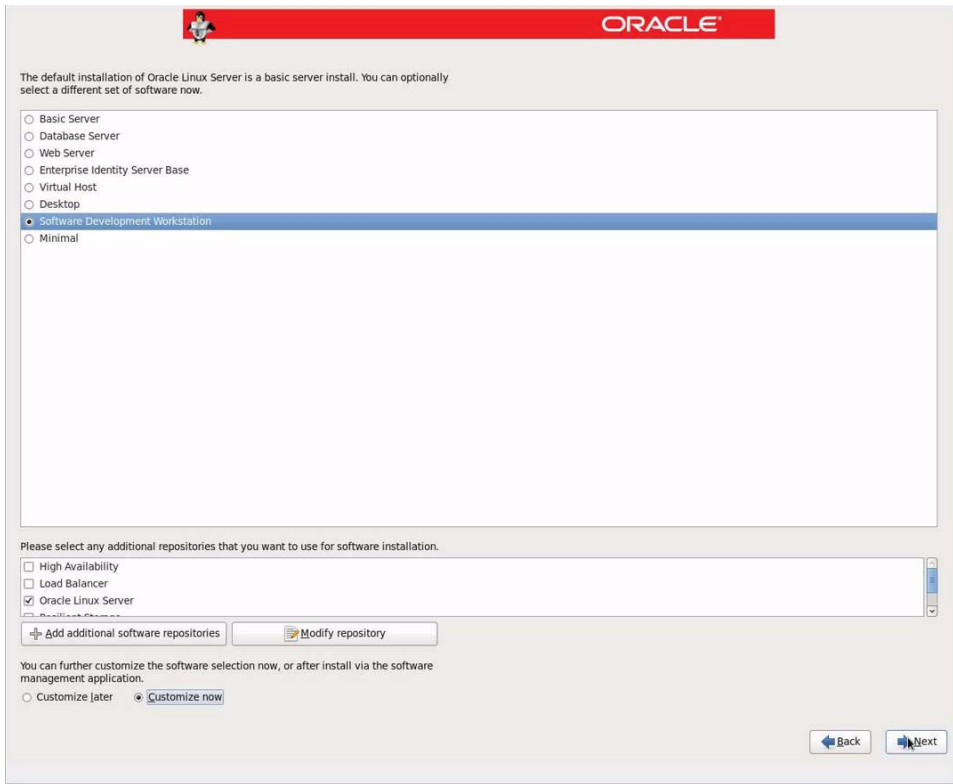 ORACLE®
The default installation of Oracle Linux Server is a basic server install. You can optionally
select a different set of software now.
Basic Server
Database Server
Web Server
Enterprise Identity Server Base
Virtual Host
Desktop
Software Development Workstation
Minimal
Please select any additional repositories that you want to use for software installation.
High Availability
Load Balancer
Oracle Linux Server
Add additional software repositories
Modify repository
You can further customize the software selection now, or after install via the software
management application.
Customize later
Customize now
Back
Next